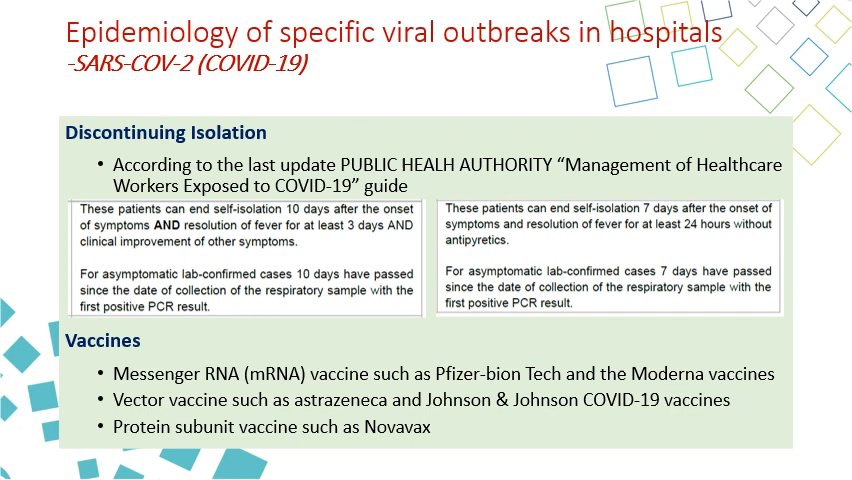 Epidemiology of specific viral outbreaks in hospitals
-SARS-COV-2 (COVID-19)
Discontinuing Isolation
• According to the last update PUBLIC HEALH AUTHORITY “Management of Healthcare
Workers Exposed to COVID-19” guide
These patients can end self-isolation 10 days after the onset
of symptoms AND resolution of fever for at least 3 days AND
clinical improvement of other symptoms.
For asymptomatic lab-confirmed cases 10 days have passed
since the date of collection of the respiratory sample with the
first positive PCR result.
These patients can end self-isolation 7 days after the onset of
symptoms and resolution of fever for at least 24 hours without
antipyretics.
For asymptomatic lab-confirmed cases 7 days have passed
since the date of collection of the respiratory sample with the
first positive PCR result.
Vaccines
• Messenger RNA (mRNA) vaccine such as Pfizer-bion Tech and the Moderna vaccines
• Vector vaccine such as astrazeneca and Johnson & Johnson COVID-19 vaccines
• Protein subunit vaccine such as Novavax